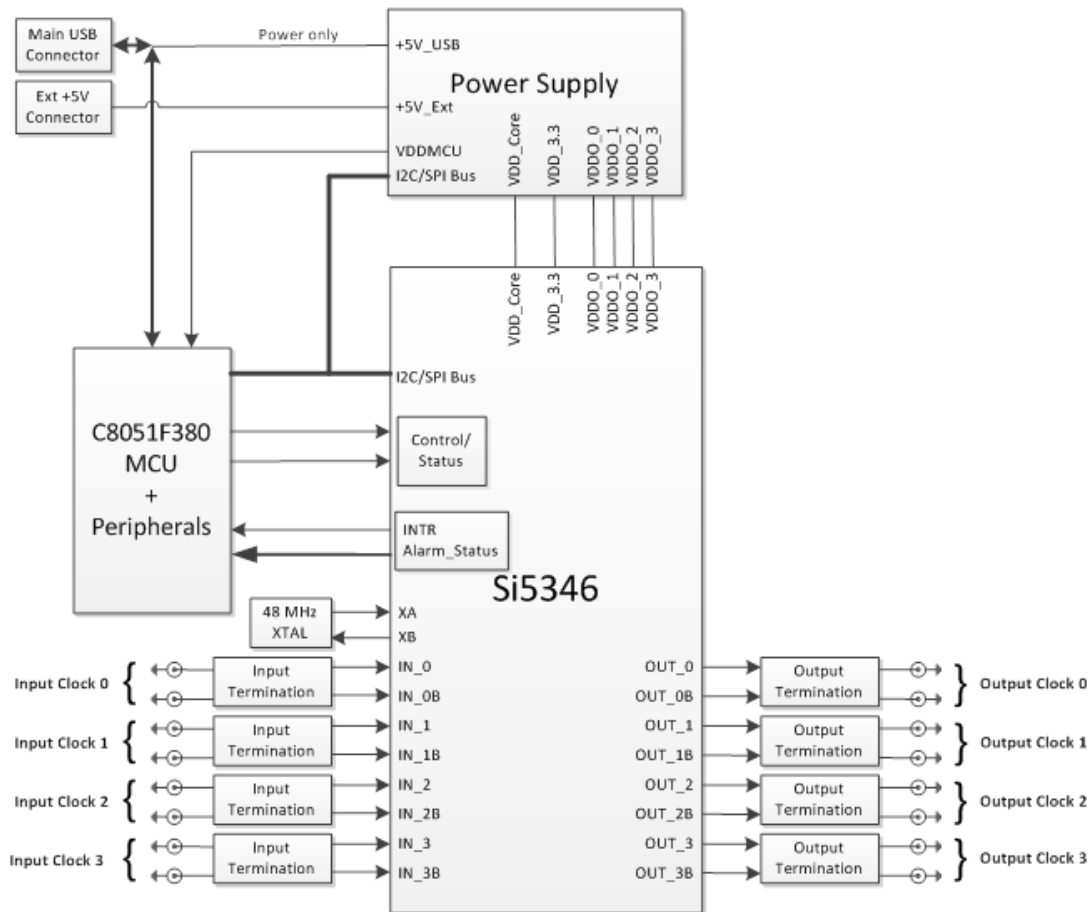 Main USB
Connector
Power only
+5V_USB
Power Supply
Ext +5V
Connector
+5V_Ext
VDDMCU
I2C/SPI Bus
VDD_Core
VDD_3.3
VDDO_0
VDDO_1
VDDO_2
VDDO_3
VDD_Core
VDD_3.3
VDDO_0
VDDO_1
VDDO_2
VDDO_3
I2C/SPI Bus
C8051F380
MCU
+
Peripherals
Control/
Status
INTR
Alarm_Status
Si5346
48 MHz
XTAL
XA
XB
Input Clock 0
Input
Termination
IN_0
IN_0B
OUT_0
OUT_0B
Output
Termination
Output Clock 0
Input Clock 1
Input
Termination
IN_1
IN_1B
OUT_1
OUT_1B
Output
Termination
Output Clock 1
Input Clock 2
Input
Termination
IN_2
IN_2B
OUT_2
OUT_2B
Output
Termination
Output Clock 2
Input Clock 3
Input
Termination
IN_3
IN_3B
OUT_3
OUT_3B
Output
Termination
Output Clock 3